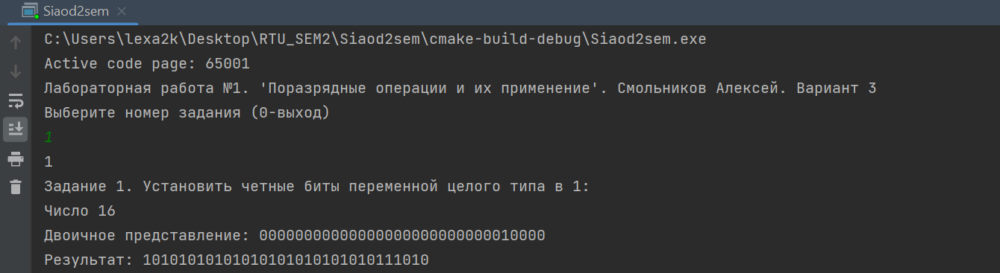 Siaod2sem
C:\Users\lexa2k\Desktop\RTU_SEM2\Siaod2sem\cmake-build-debug\Siaod2sem.exe
Active code page: 65001
Лабораторная работа №1. 'Поразрядные операции и их применение'. Смольников Алексей. Вариант 3
Выберите номер задания (0-выход)
1
1
Задание 1. Установить четные биты переменной целого типа в 1:
Число 16
Двоичное представление: 00000000000000000000000000010000
Результат: 10101010101010101010101010111010